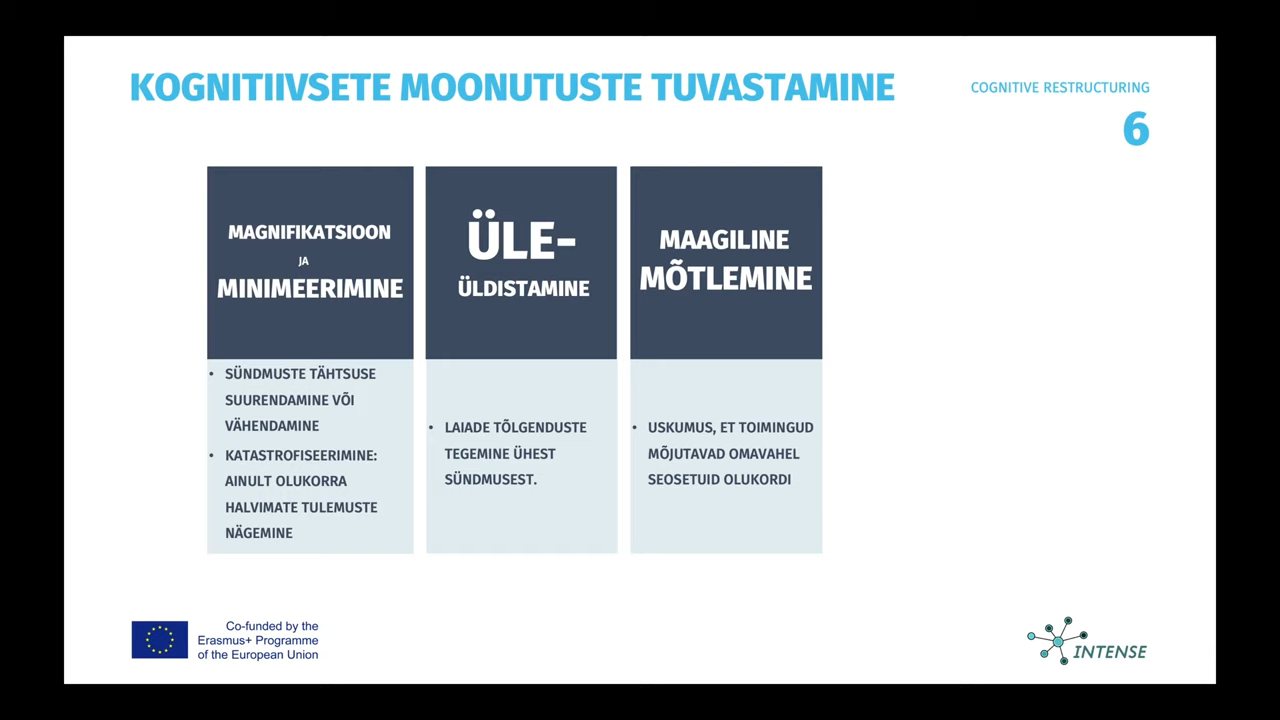 KOGNITIIVSETE MOONUTUSTE TUVASTAMINE
COGNITIVE RESTRUCTURING
6
MAGNIFIKATSIOON
JA
MINIMEERIMINE
• SÜNDMUSTE TÄHTSUSE
SUURENDAMINE VÕI
VÄHENDAMINE
• KATASTROFISEERIMINE:
AINULT OLUKORRA
HALVIMATE TULEMUSTE
NÄGEMINE
ÜLE-
ÜLDISTAMINE
• LAIADE TÕLGENDUSTE
TEGEMINE ÜHEST
SÜNDMUSEST.
MAAGILINE
MÕTLEMINE
• USKUMUS, ET TOIMINGUD
MÕJUTAVAD OMAVAHEL
SEOSETUID OLUKORDI
Co-funded by the
Erasmus+ Programme
of the European Union
INTENSE